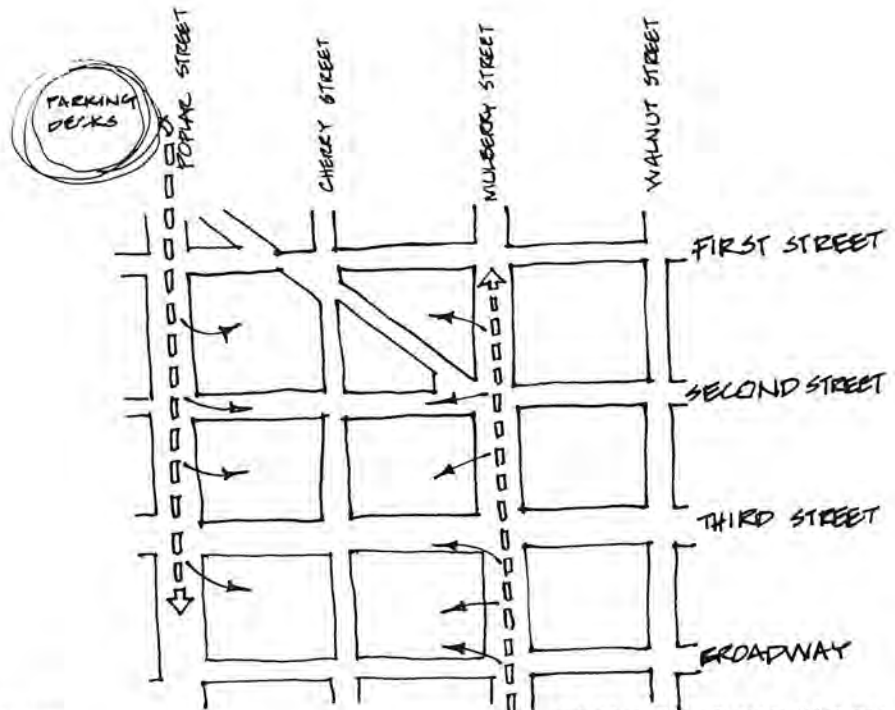 PARKING
DECKS
POPLAR STREET
CHERRY STREET
MULBERRY STREET
WALNUT STREET
FIRST STREET
SECOND STREET
THIRD STREET
BROADWAY